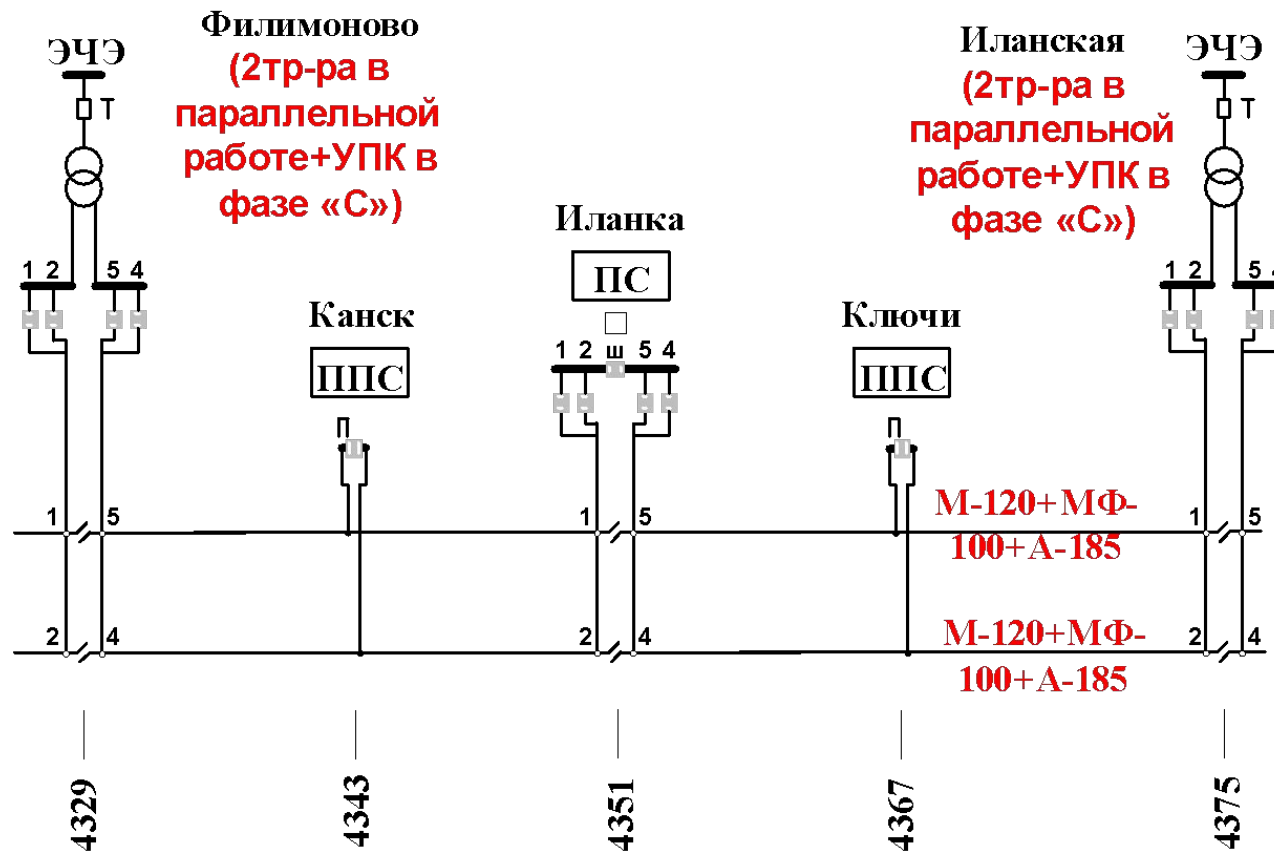 ЭЧЭ
Филимоново
(2тр-ра в
параллельной
работе+УПК в
фазе «С»)
Т
Иланская
(2тр-ра в
параллельной
работе+УПК в
фазе «С»)
ЭЧЭ
Т
1 2 5 4
Иланка
ПС
1 2 ш 5 4
Канск
ППС
Ключи
ППС
1 2 5 4
П
П
М-120+МФ-
100+А-185
1 5 1 5 1 5
М-120+МФ-
100+А-185
2 4 2 4 2 4
4329
4343
4351
4367
4375